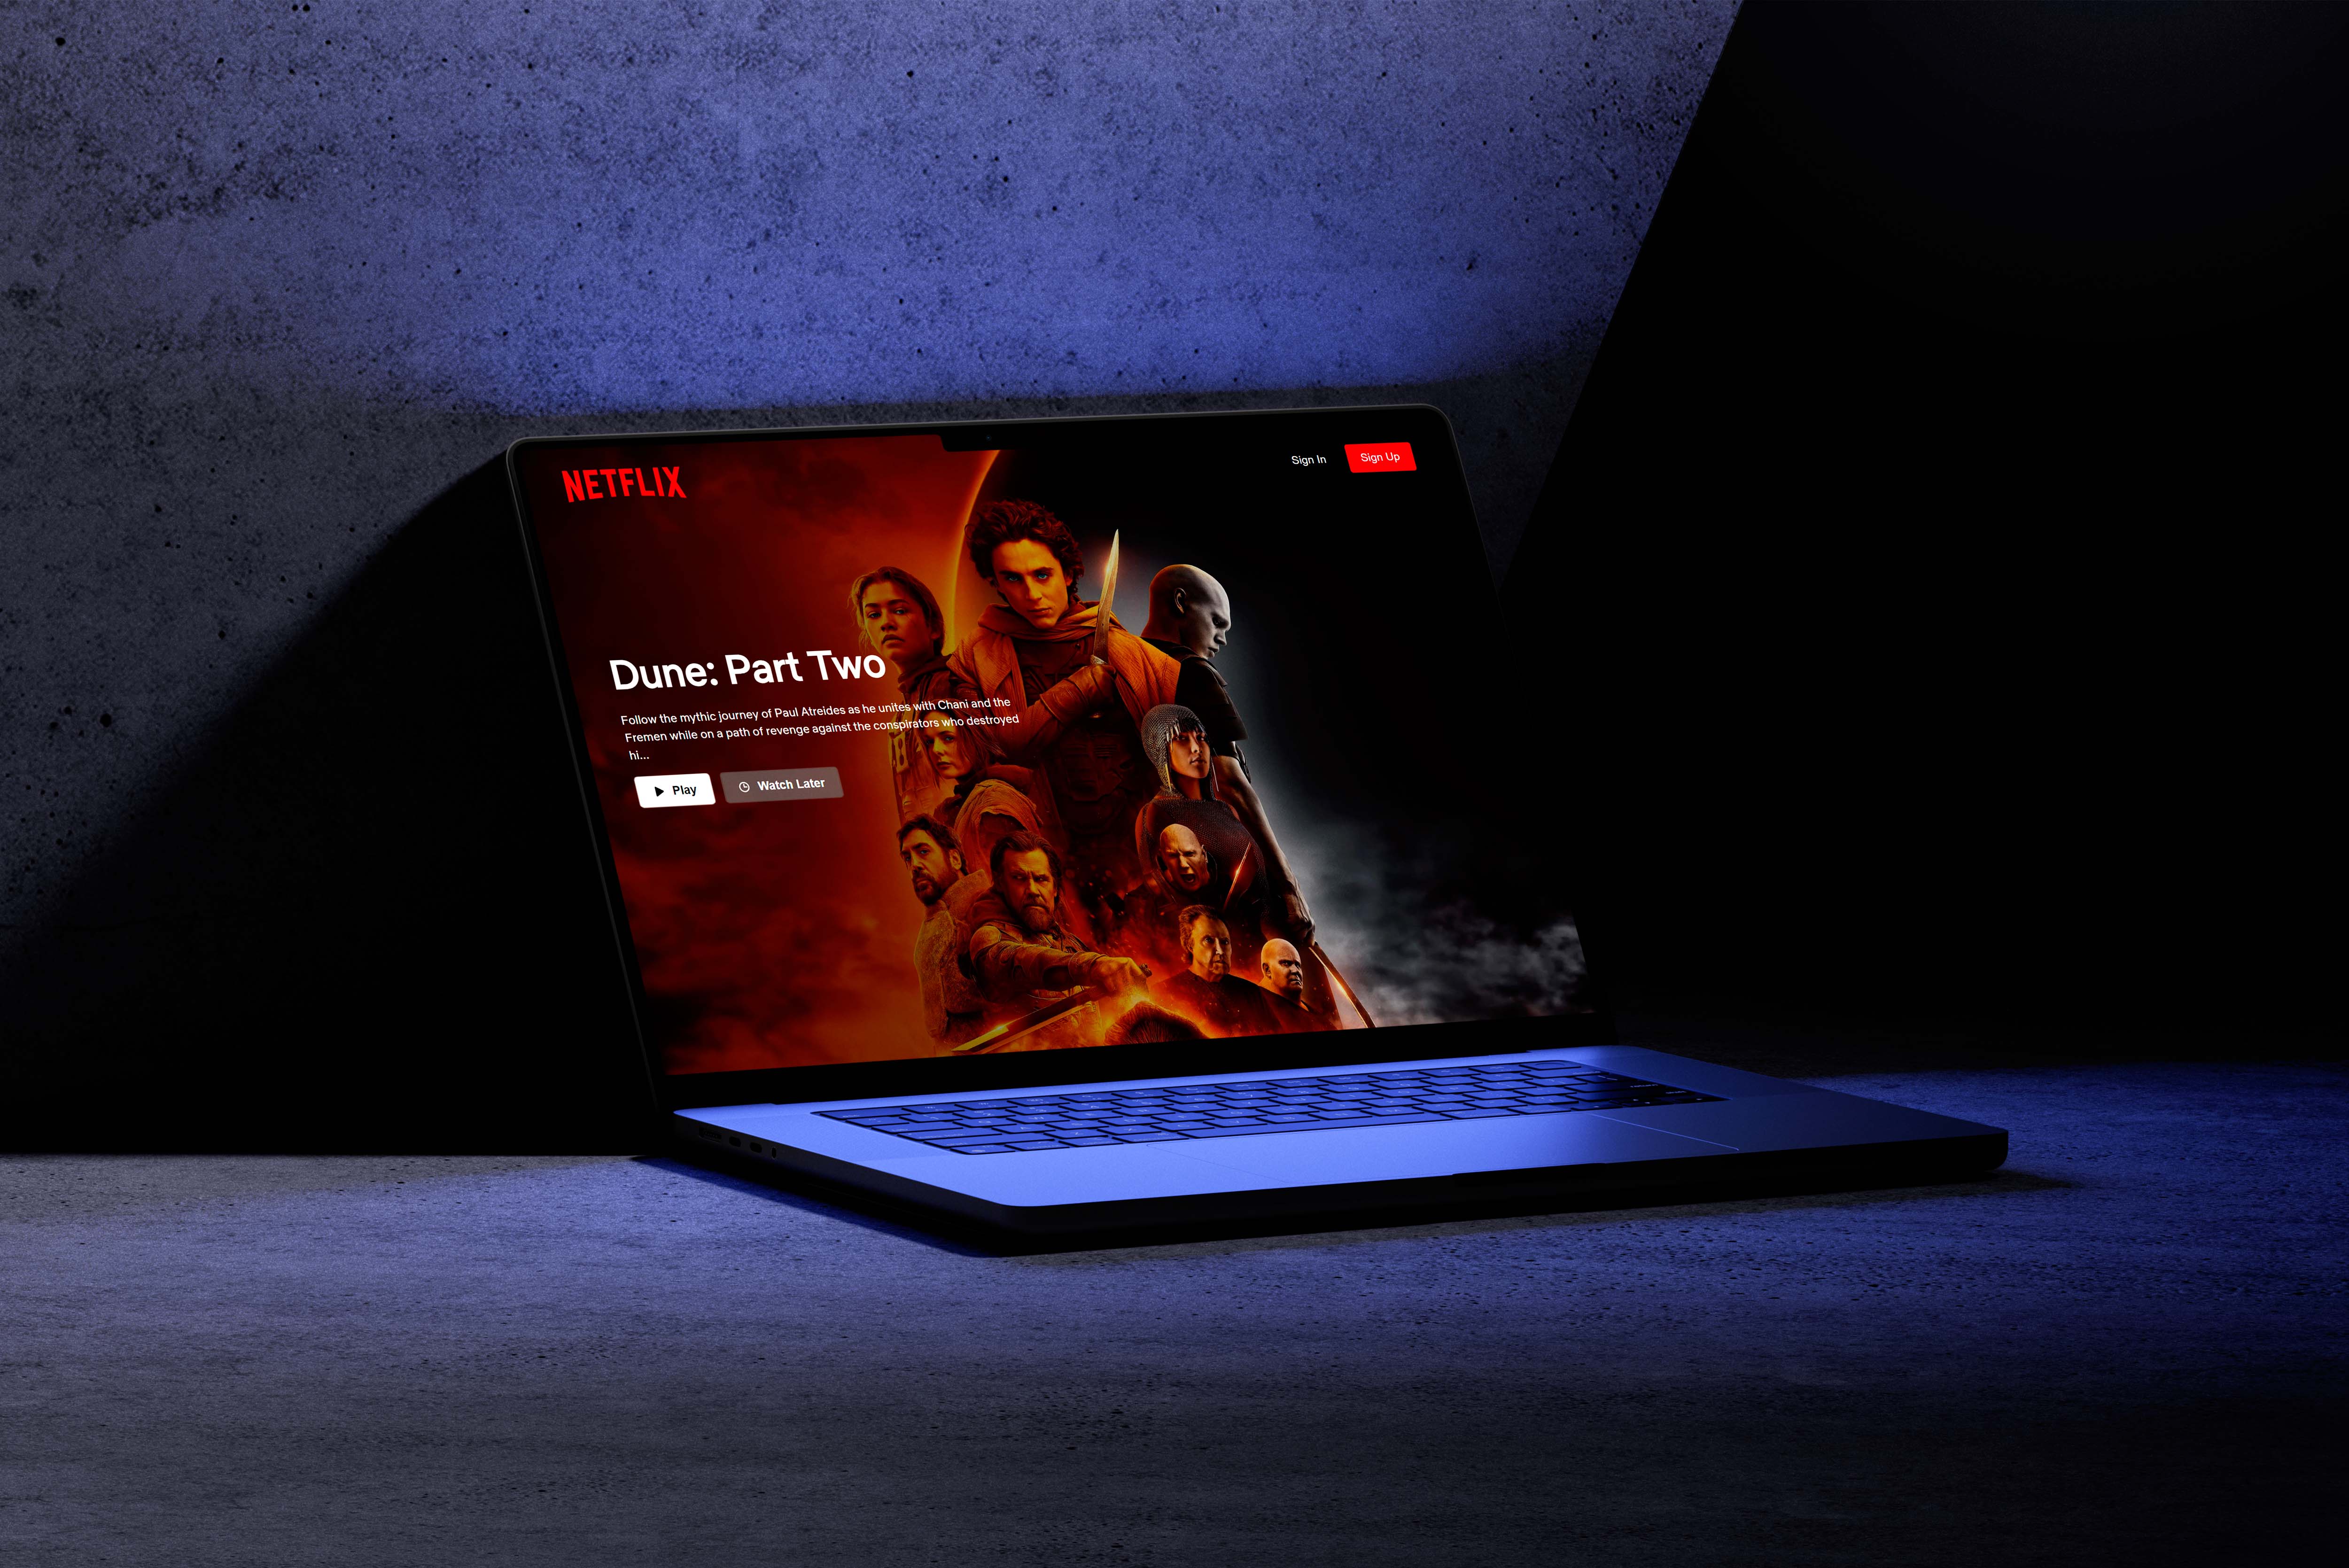 NETFLIX
Sign In
Sign Up
Dune: Part Two
Follow the mythic journey of Paul Atreides as he unites with Chani and the
Fremen while on a path of revenge against the conspirators who destroyed
hi...
Play
Watch Later